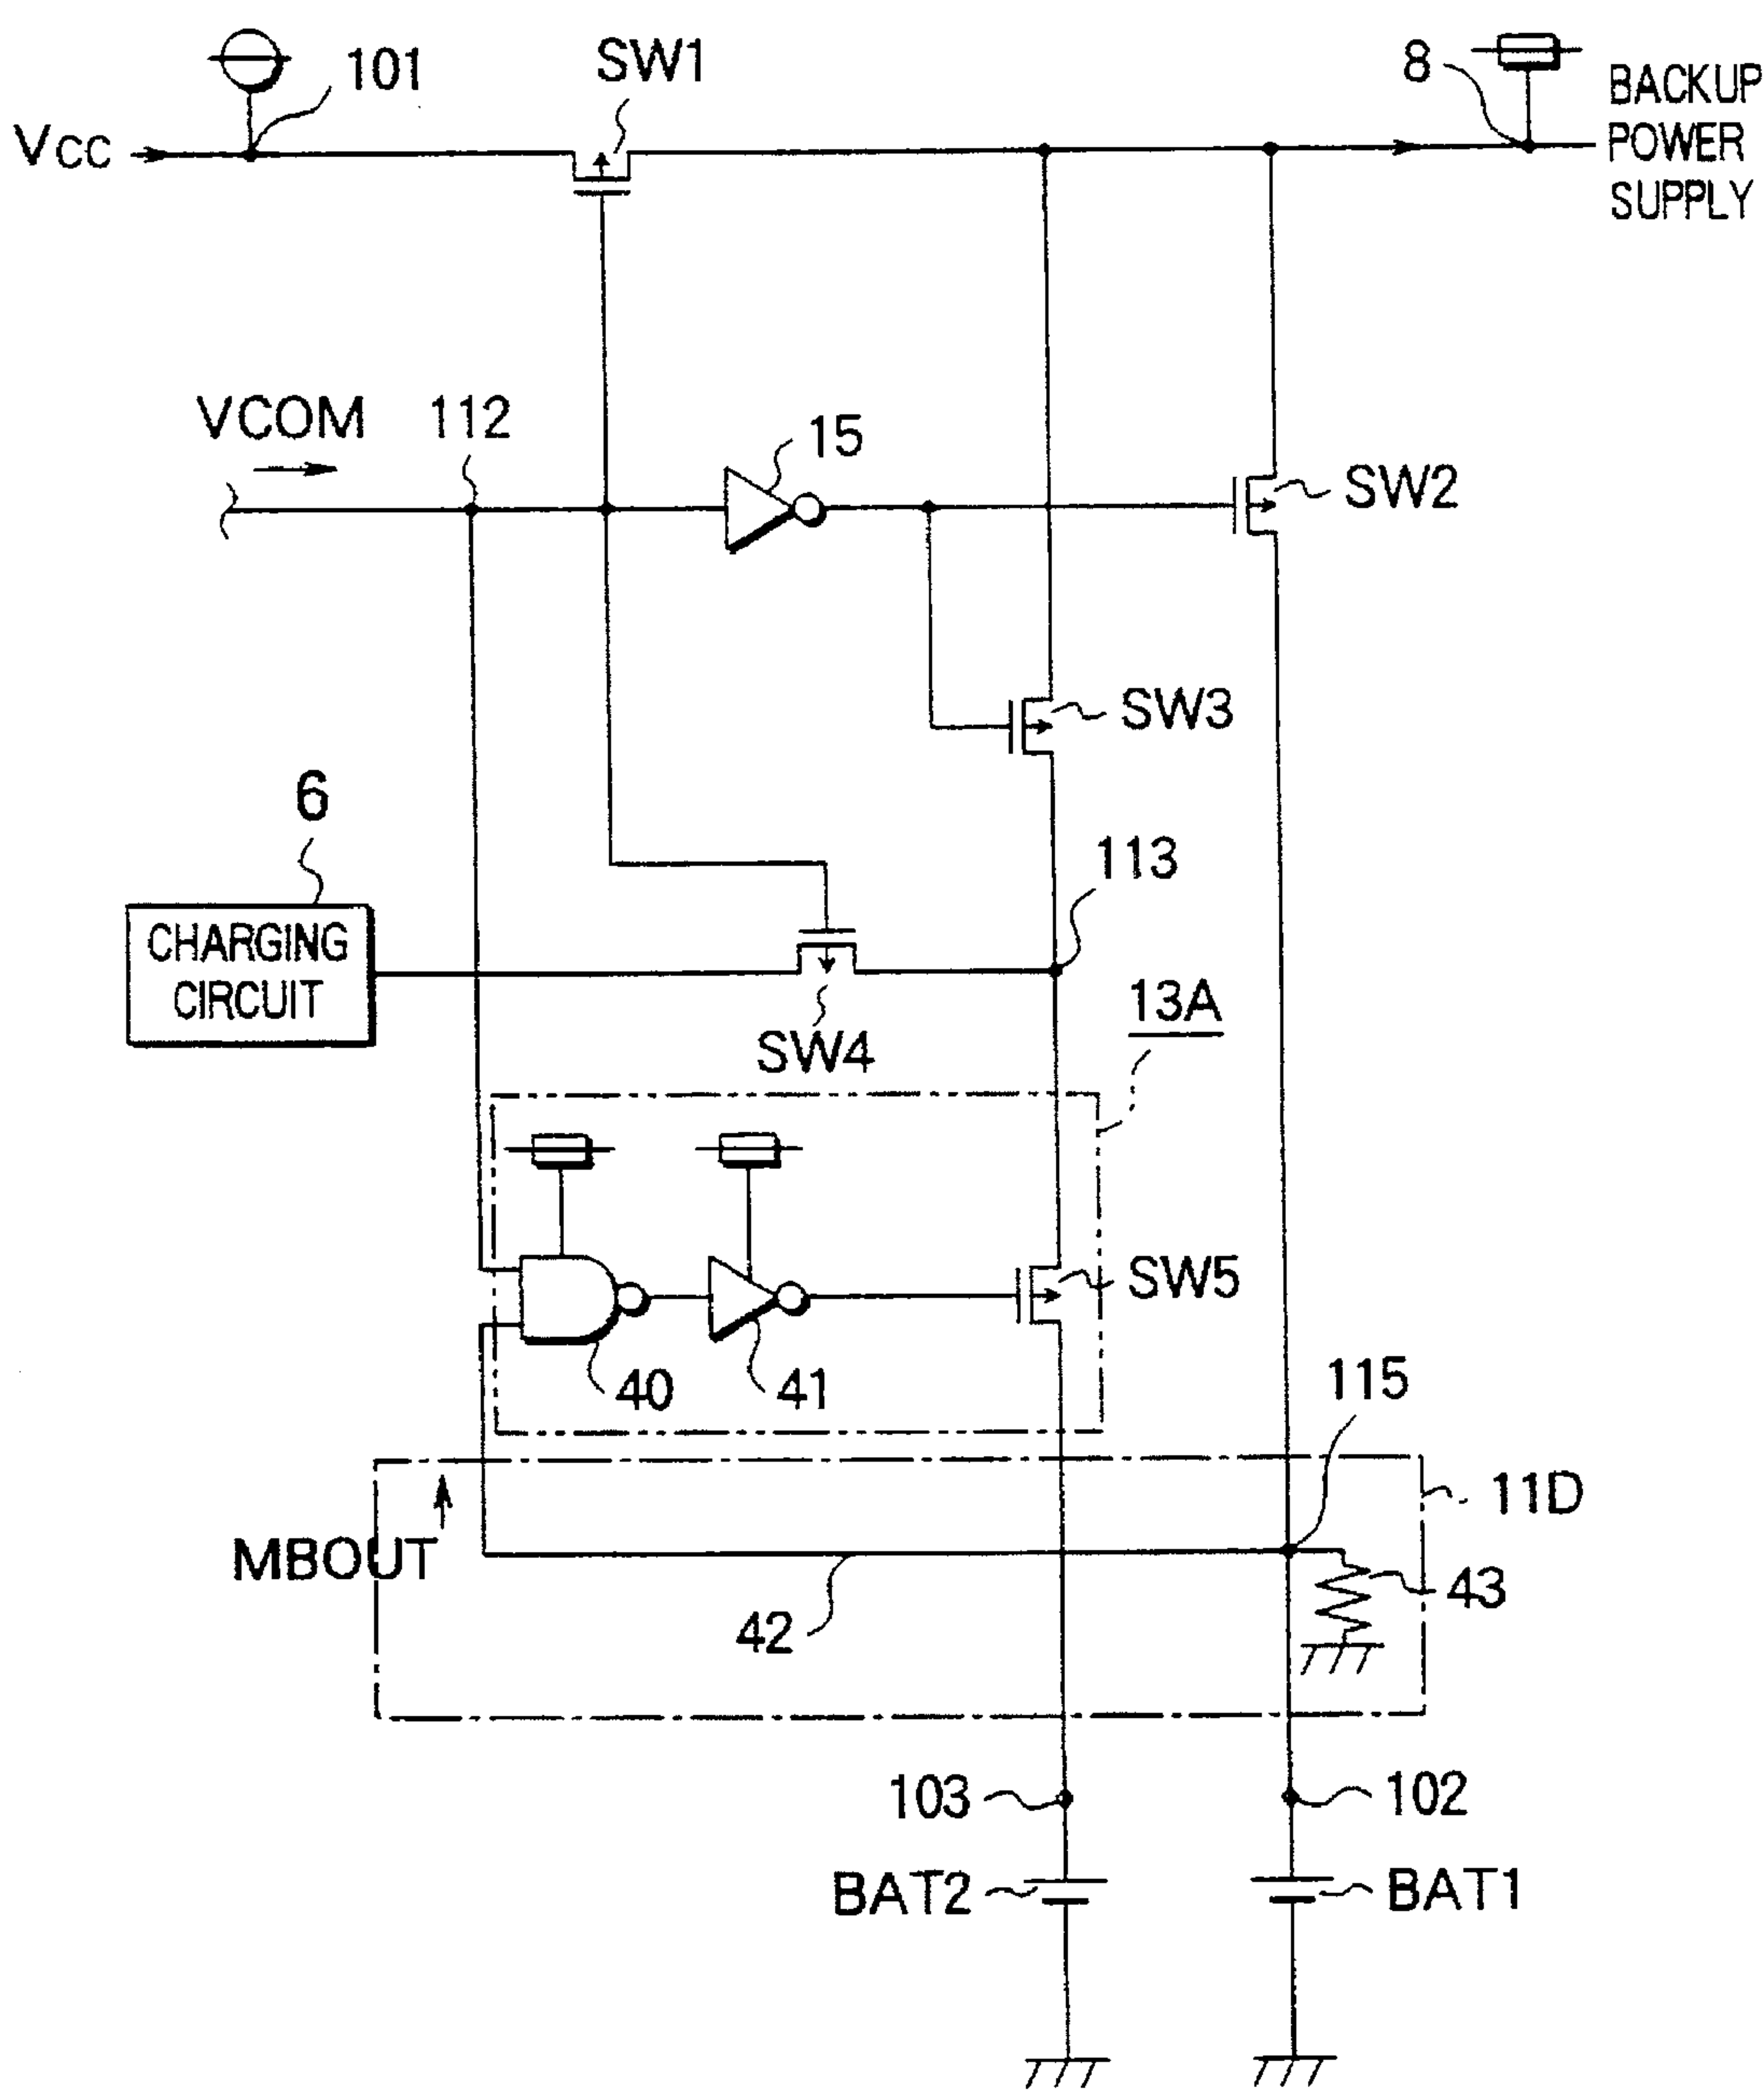 101
SW1
8
BACKUP
POWER
SUPPLY
VCC
VCOM
112
15
SW2
SW3
6
113
CHARGING
CIRCUIT
13A
SW4
SW5
40
41
115
11D
MBOUT
43
42
103
102
BAT2
BAT1